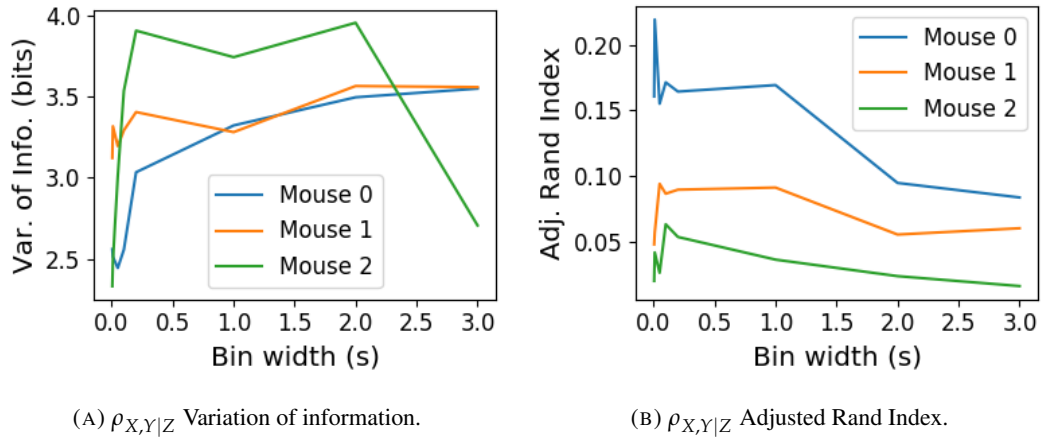 4.0
3.5
3.0
2.5
Var. of Info. (bits)
Mouse 0
Mouse 1
Mouse 2
0.0 0.5 1.0 1.5 2.0 2.5 3.0
Bin width (s)
(A) ρX,Y|Z Variation of information.
0.20
0.15
0.10
0.05
Adj. Rand Index
Mouse 0
Mouse 1
Mouse 2
0.0 0.5 1.0 1.5 2.0 2.5 3.0
Bin width (s)
(B) ρX,Y|Z Adjusted Rand Index.